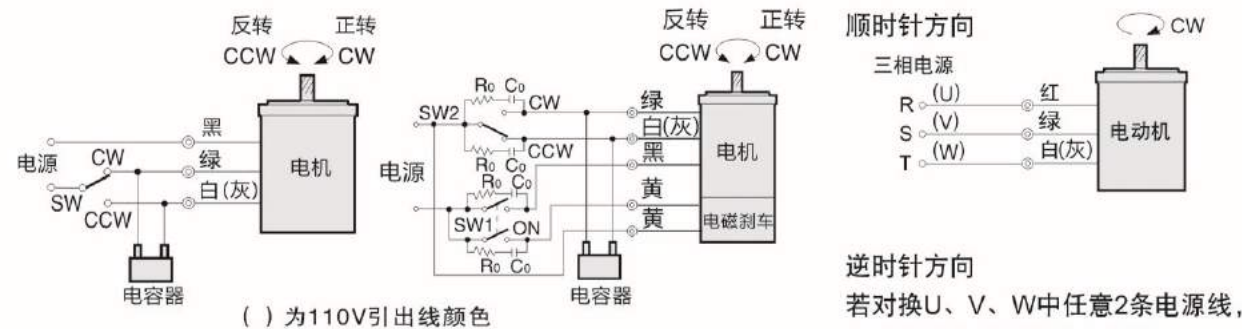 反转 正转
CCW CW
黑
电源
CW
绿
SW
白(灰)
CCW
电机
电容器
反转 正转
CCW CW
R₀ C₀
SW2
CW
绿
白(灰)
CCW
R₀ C₀
黑
电源
R₀ C₀
黄
SW1
ON
黄
R₀ C₀
电机
电磁刹车
电容器
( ) 为110V引出线颜色
顺时针方向
CW
三相电源
R (U) 红
S (V) 绿
T (W) 白(灰)
电动机
逆时针方向
若对换U、V、W中任意2条电源线,